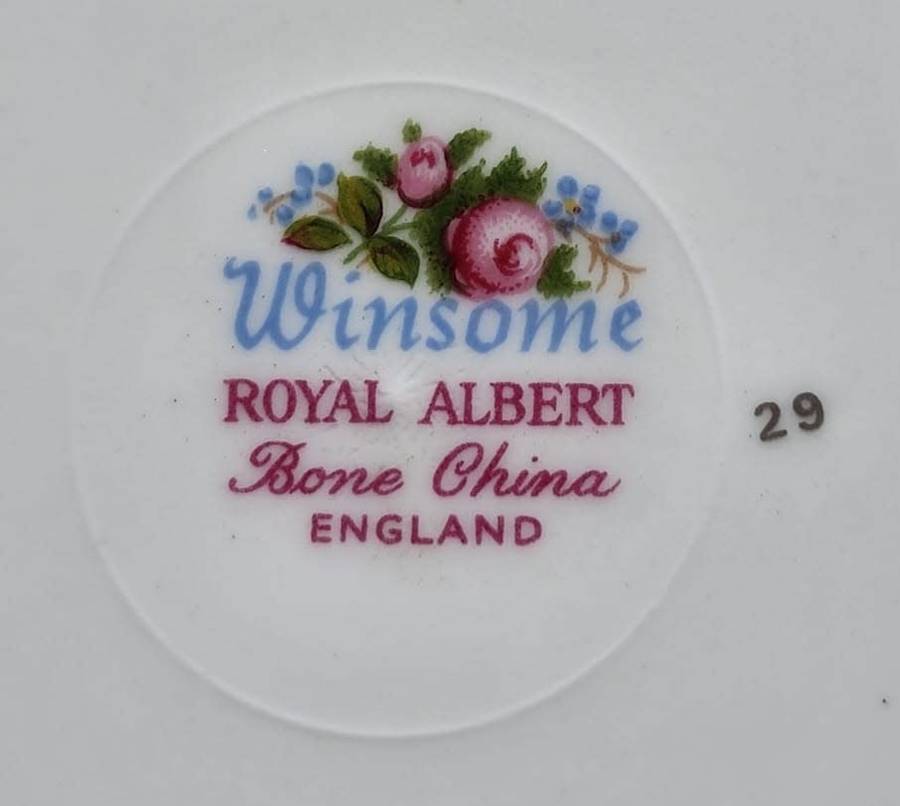 Winsome
ROYAL ALBERT
Bone China
ENGLAND
29